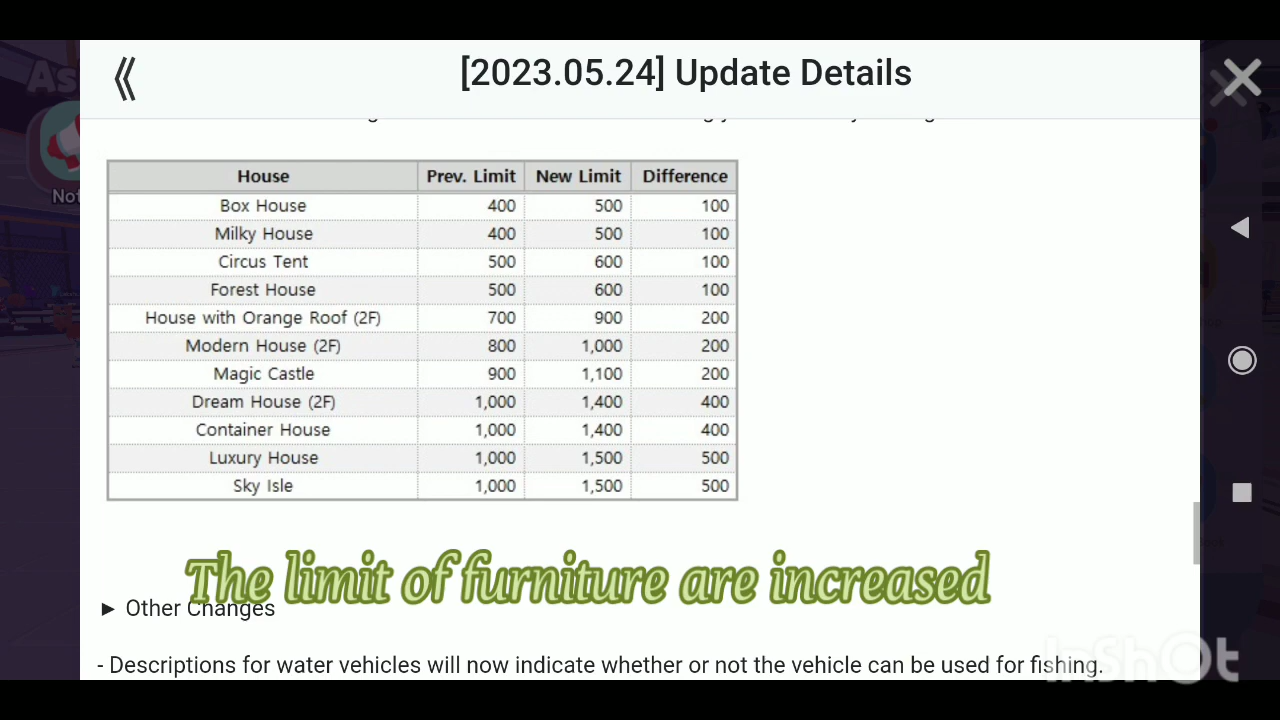 [2023.05.24] Update Details
As
Not
House Prev. Limit New Limit Difference
Box House 400 500 100
Milky House 400 500 100
Circus Tent 500 600 100
Forest House 500 600 100
House with Orange Roof (2F) 700 900 200
Modern House (2F) 800 1,000 200
Magic Castle 900 1,100 200
Dream House (2F) 1,000 1,400 400
Container House 1,000 1,400 400
Luxury House 1,000 1,500 500
Sky Isle 1,000 1,500 500
The limit of furniture are increased
► Other Changes
- Descriptions for water vehicles will now indicate whether or not the vehicle can be used for fishing.
InShOt